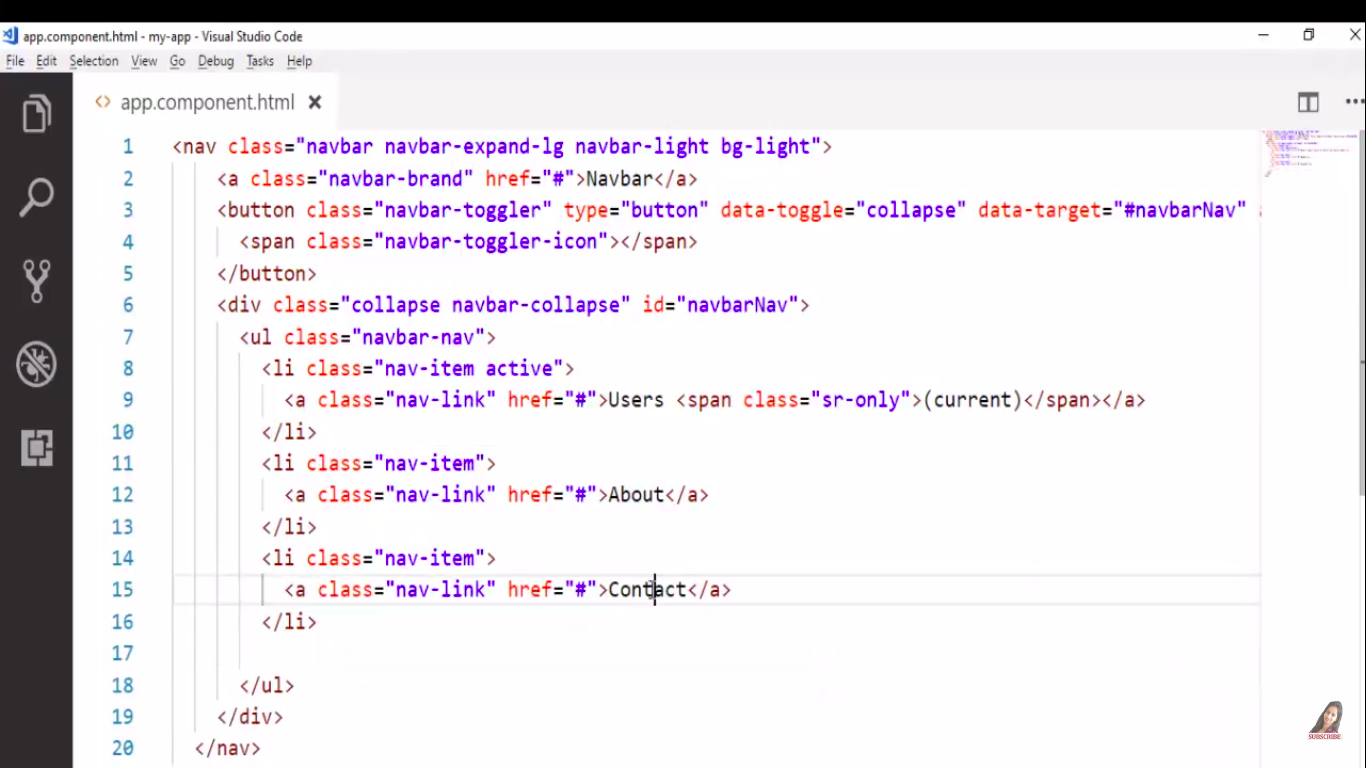 app.component.html - my-app - Visual Studio Code
File Edit Selection View Go Debug Tasks Help
app.component.html
1 <nav class="navbar navbar-expand-lg navbar-light bg-light">
2 <a class="navbar-brand" href="#">Navbar</a>
3 <button class="navbar-toggler" type="button" data-toggle="collapse" data-target="#navbarNav"
4 <span class="navbar-toggler-icon"></span>
5 </button>
6 <div class="collapse navbar-collapse" id="navbarNav">
7 <ul class="navbar-nav">
8 <li class="nav-item active">
9 <a class="nav-link" href="#">Users <span class="sr-only">(current)</span></a>
10 </li>
11 <li class="nav-item">
12 <a class="nav-link" href="#">About</a>
13 </li>
14 <li class="nav-item">
15 <a class="nav-link" href="#">Contact</a>
16 </li>
17
18 </ul>
19 </div>
20 </nav>
SUBSCRIBE